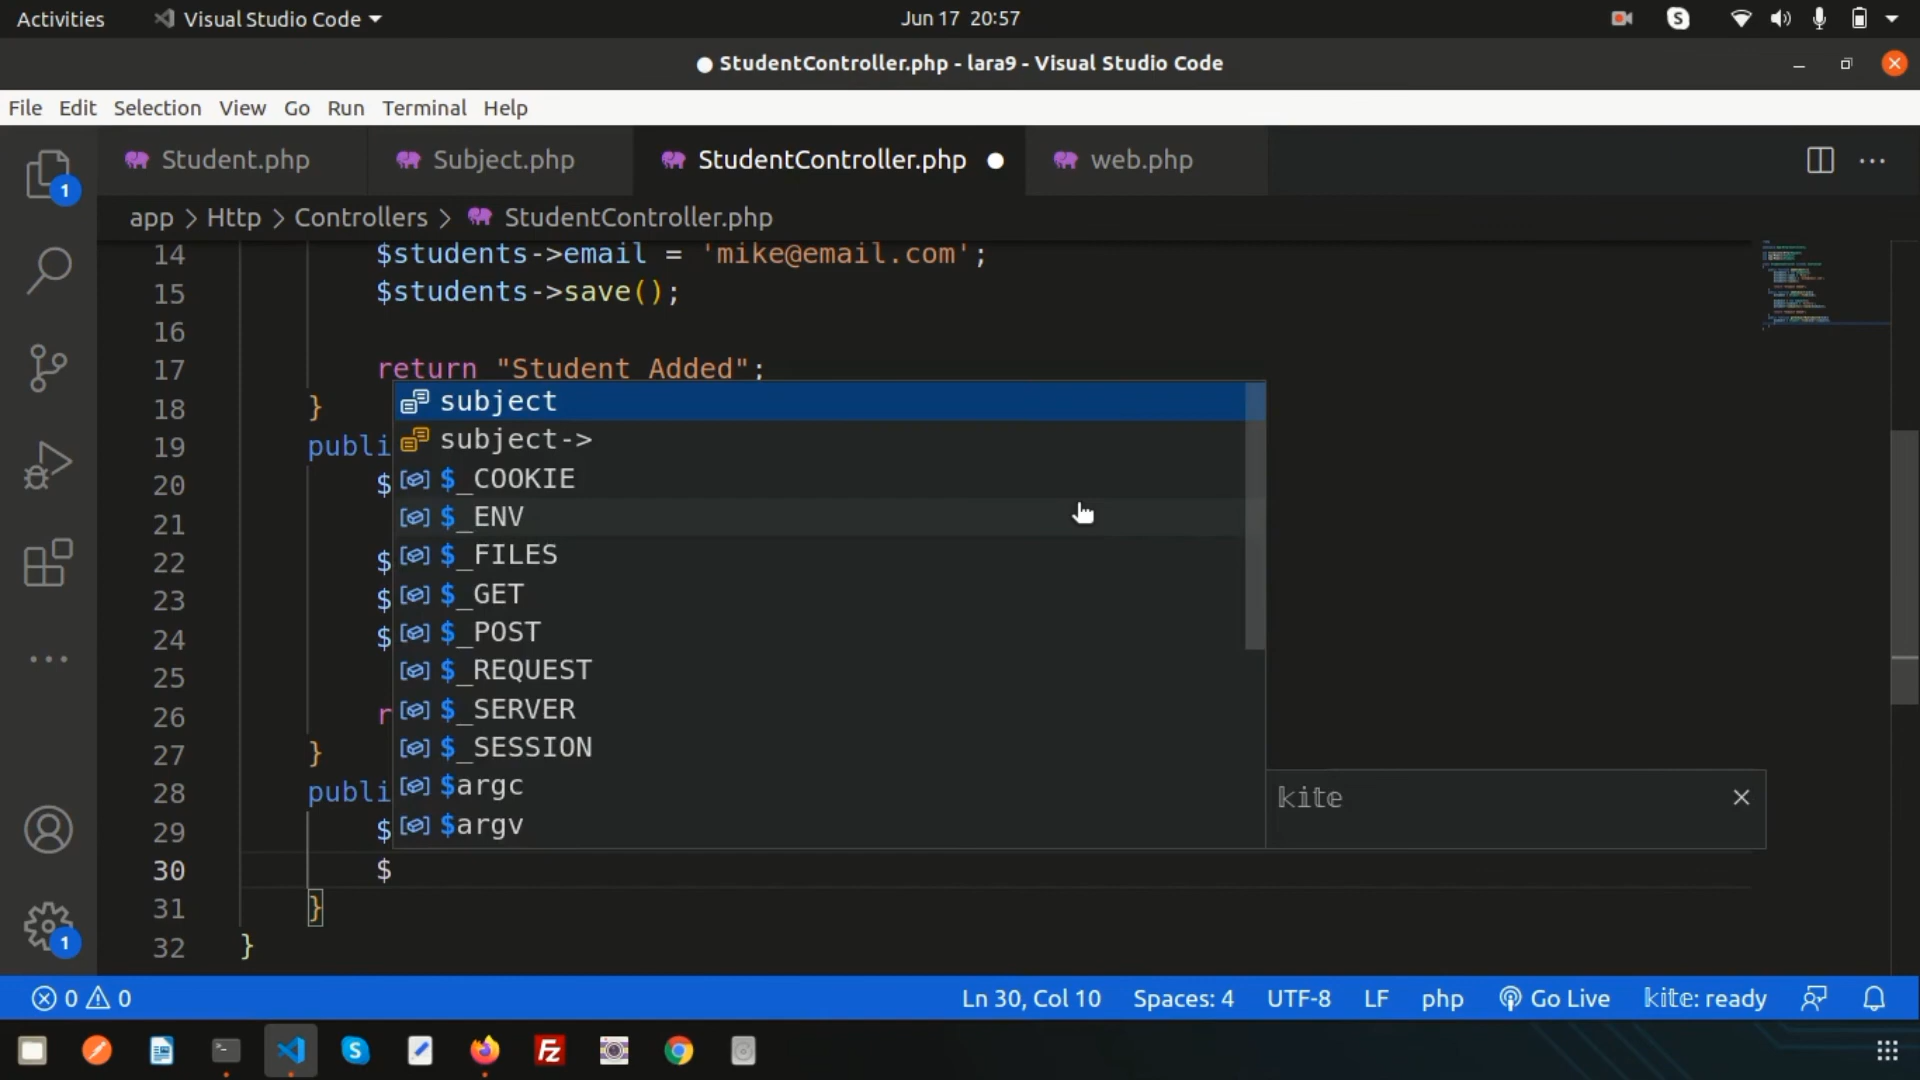 Activities
Visual Studio Code
Jun 17 20:57
● StudentController.php - lara9 - Visual Studio Code
File Edit Selection View Go Run Terminal Help
1
Student.php
Subject.php
StudentController.php ●
web.php
app > Http > Controllers > StudentController.php
14 $students->email = 'mike@email.com';
15 $students->save();
16
17 return "Student Added";
18 }
19 publi
20 $
21
22 $
23 $
24 $
25
26 r
27 }
28 publi
29 $
30 $
31 }
32 }
subject
subject->
$_COOKIE
$_ENV
$_FILES
$_GET
$_POST
$_REQUEST
$_SERVER
$_SESSION
$argc
$argv
kite
1
0 0
Ln 30, Col 10
Spaces: 4
UTF-8
LF
php
Go Live
kite: ready